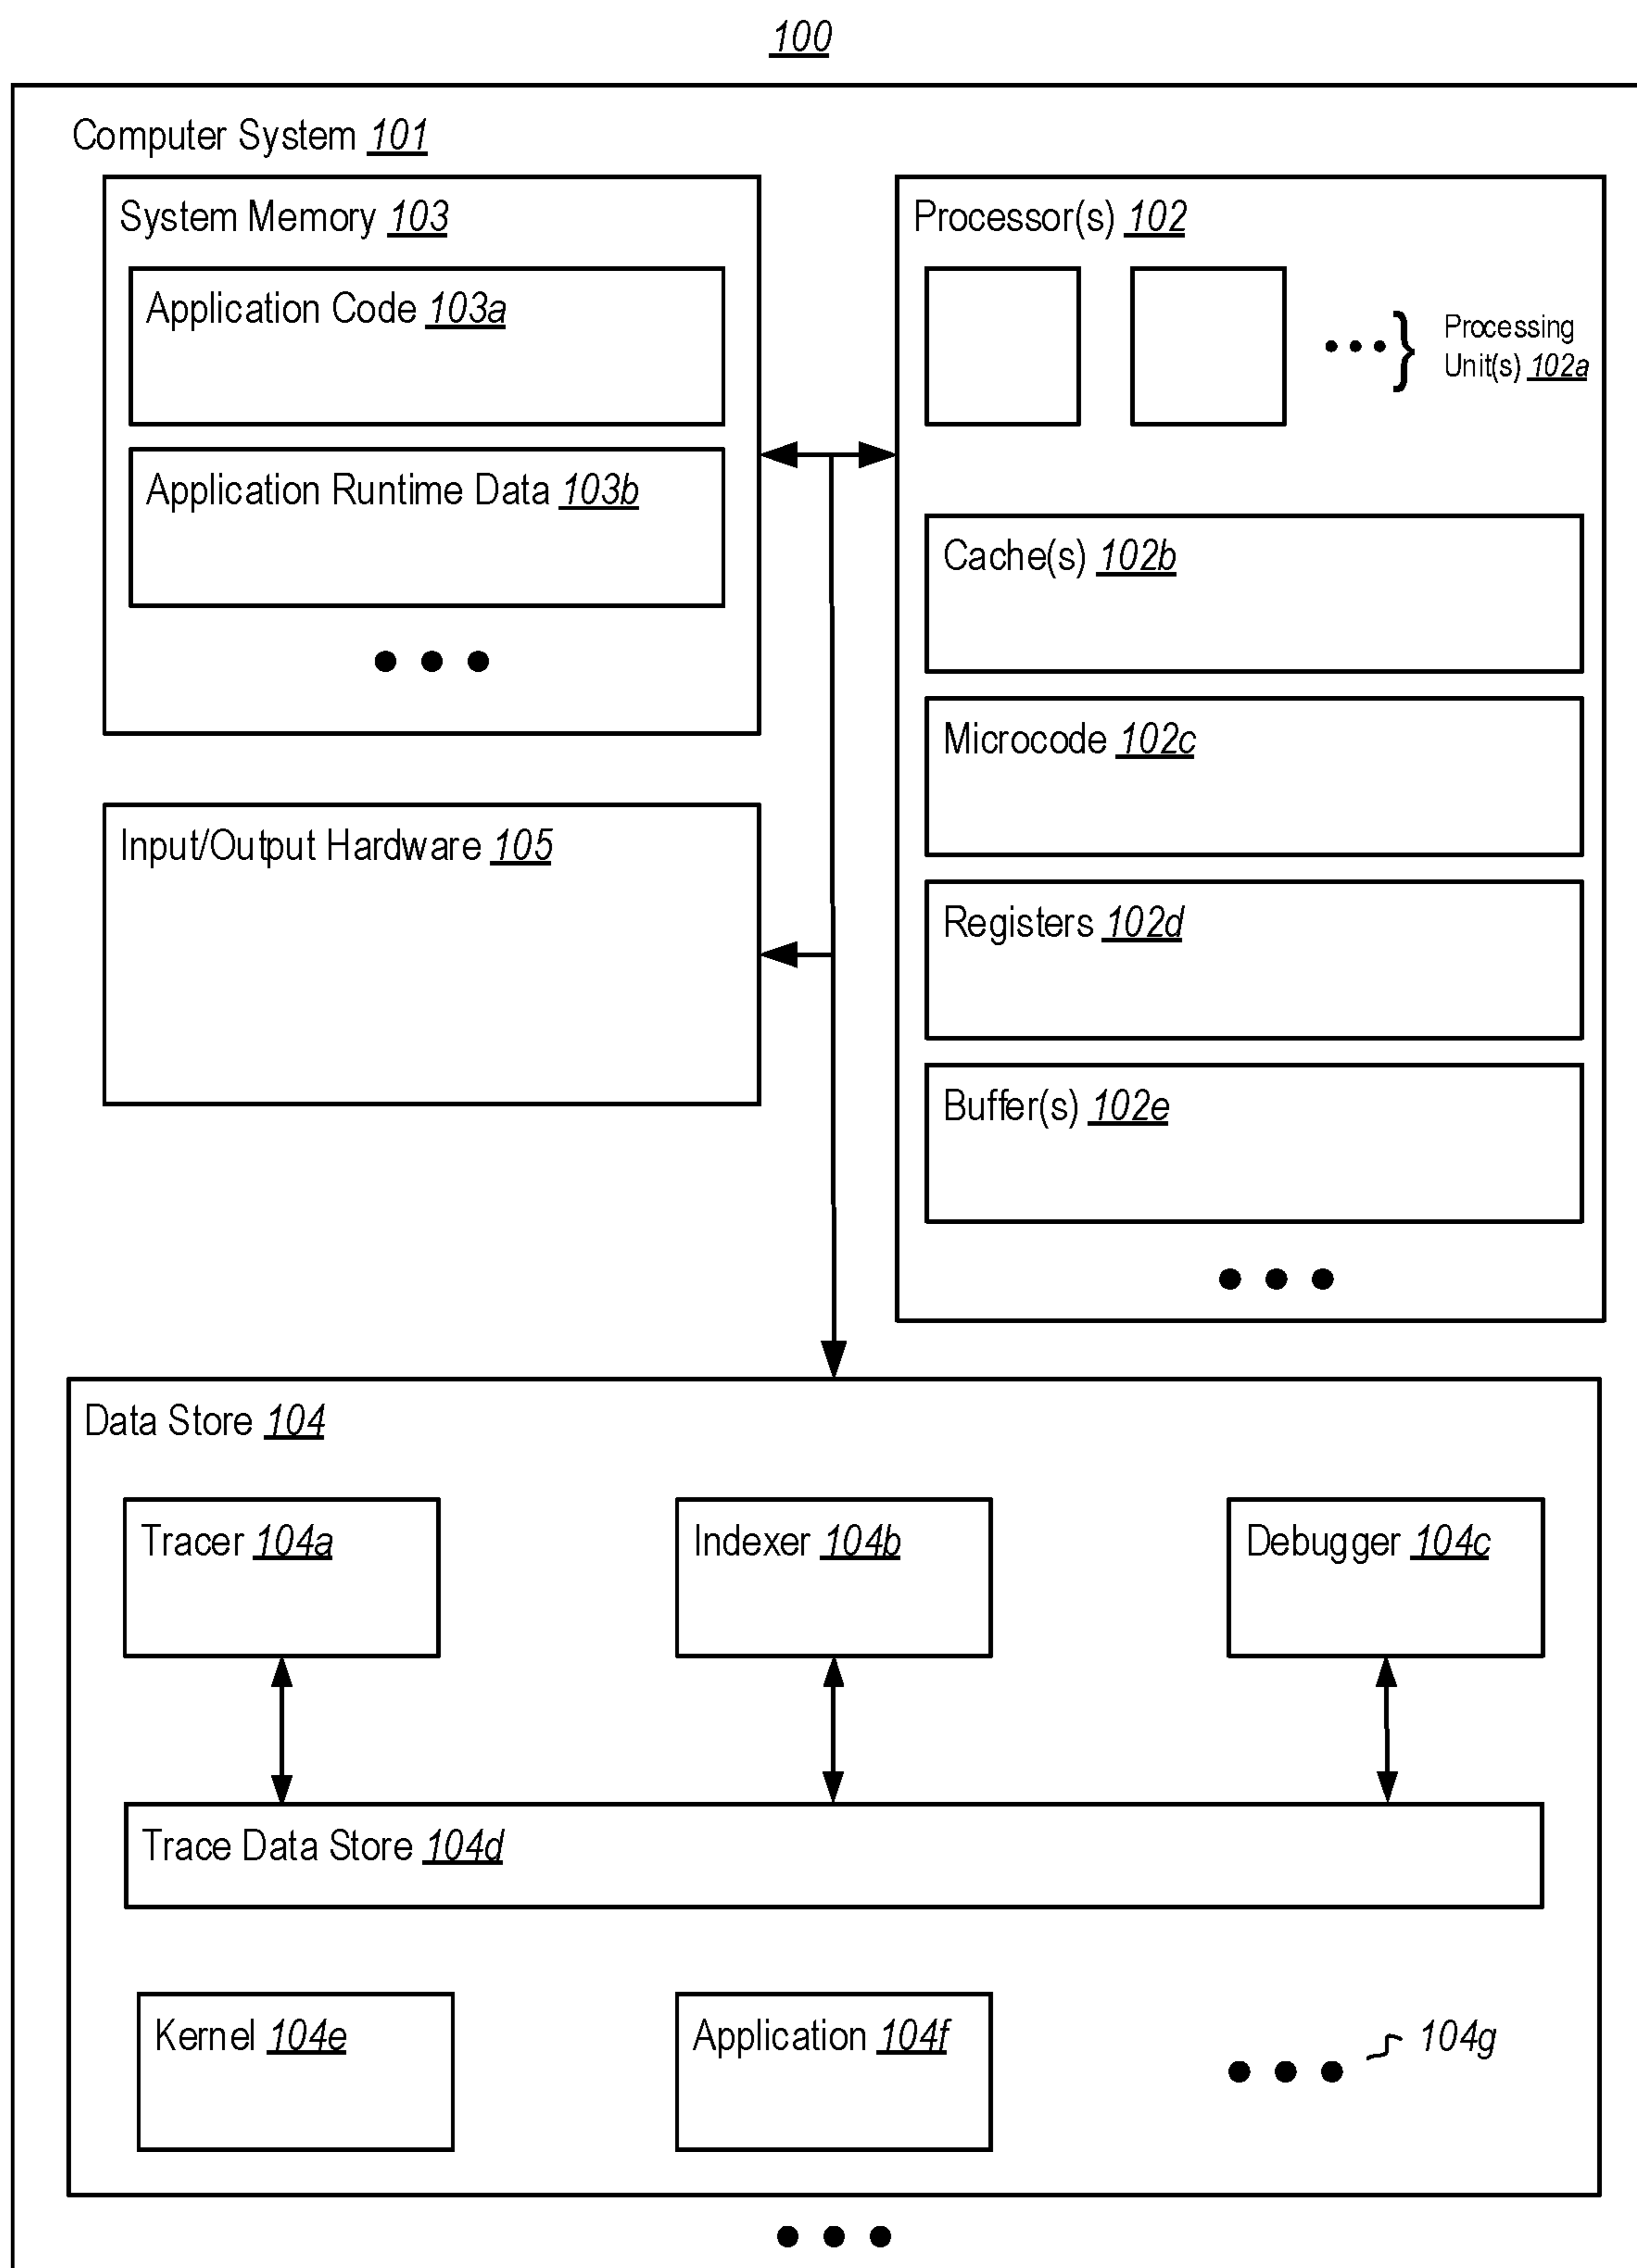 100
Computer System 101
System Memory 103
Application Code 103a
Application Runtime Data 103b
Input/Output Hardware 105
Processor(s) 102
Processing
Unit(s) 102a
Cache(s) 102b
Microcode 102c
Registers 102d
Buffer(s) 102e
Data Store 104
Tracer 104a
Indexer 104b
Debugger 104c
Trace Data Store 104d
Kernel 104e
Application 104f
104g